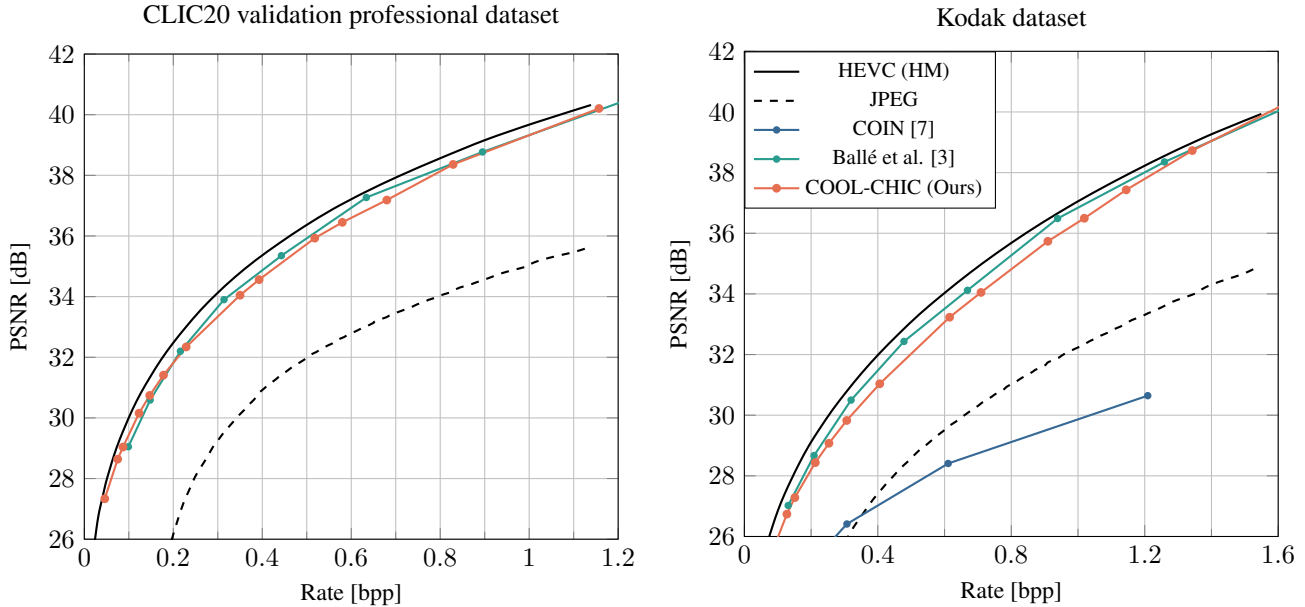 CLIC20 validation professional dataset
42
40
38
36
34
32
30
28
26
PSNR [dB]
0 0.2 0.4 0.6 0.8 1 1.2
Rate [bpp]
Kodak dataset
42
40
38
36
34
32
30
28
26
PSNR [dB]
HEVC (HM)
JPEG
COIN [7]
Ballé et al. [3]
COOL-CHIC (Ours)
0 0.4 0.8 1.2 1.6
Rate [bpp]